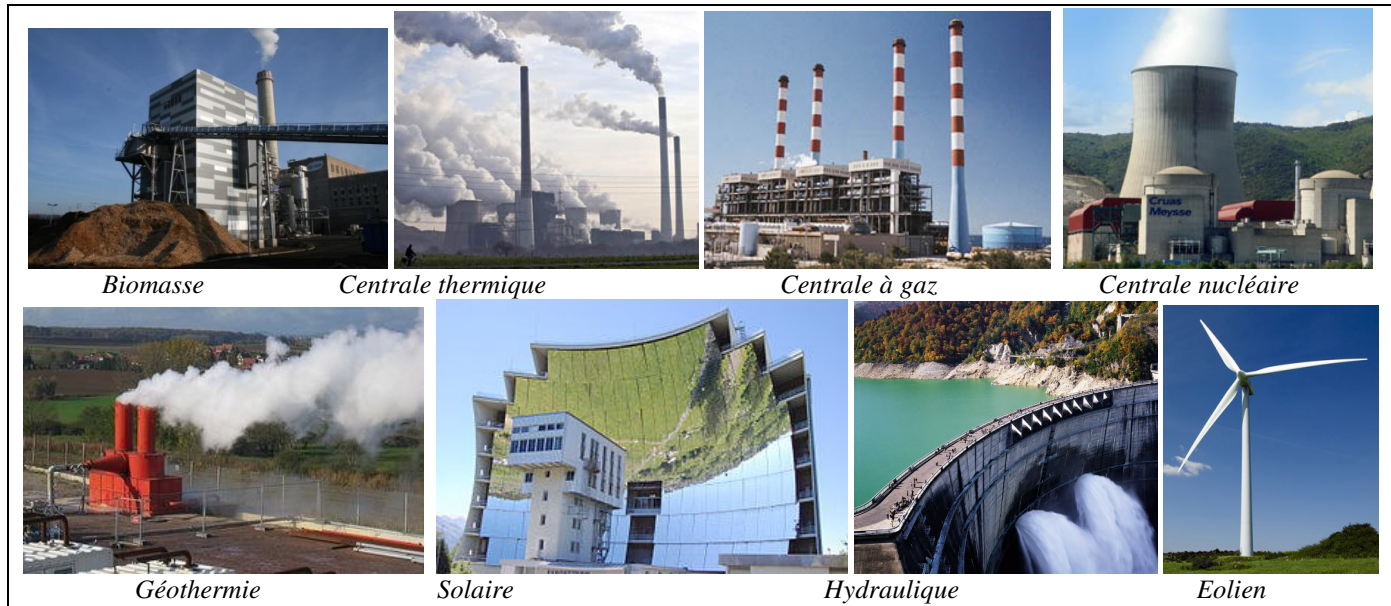 Cruas
Meysse
Biomasse
Centrale thermique
Centrale à gaz
Centrale nucléaire
Géothermie
Solaire
Hydraulique
Eolien